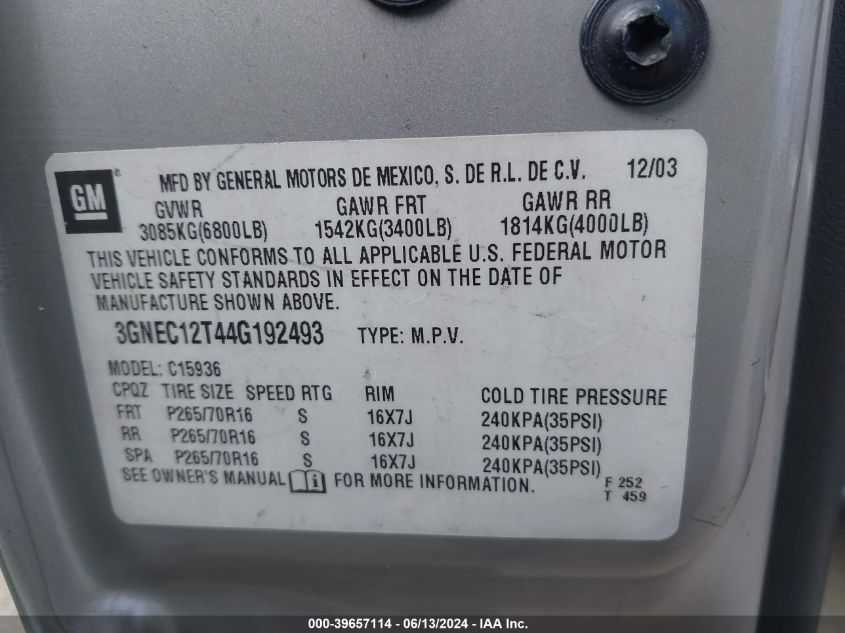 GM ® MFD BY GENERAL MOTORS DE MEXICO, S. DE R.L. DE C.V. 12/03
GVWR GAWR FRT GAWR RR
3085KG(6800LB) 1542KG(3400LB) 1814KG(4000LB)
THIS VEHICLE CONFORMS TO ALL APPLICABLE U.S. FEDERAL MOTOR
VEHICLE SAFETY STANDARDS IN EFFECT ON THE DATE OF
MANUFACTURE SHOWN ABOVE.
3GNEC12T44G192493 TYPE: M.P.V.
MODEL: C15936
CPQZ TIRE SIZE SPEED RTG RIM COLD TIRE PRESSURE
FRT P265/70R16 S 16X7J 240KPA(35PSI)
RR P265/70R16 S 16X7J 240KPA(35PSI)
SPA P265/70R16 S 16X7J 240KPA(35PSI)
SEE OWNER'S MANUAL i FOR MORE INFORMATION.
F 252
T 459
000-39657114 - 06/13/2024 - IAA Inc.